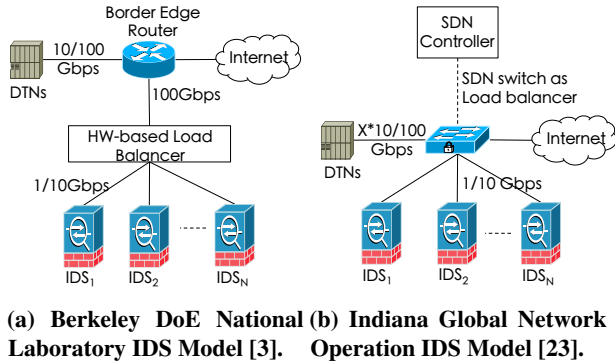 Border Edge
Router
10/100
Gbps
DTNs
Internet
100Gbps
HW-based Load
Balancer
1/10Gbps
IDS1
IDS2
IDSN
(a) Berkeley DoE National
Laboratory IDS Model [3].
SDN
Controller
SDN switch as
Load balancer
X*10/100
Gbps
DTNs
Internet
1/10 Gbps
IDS1
IDS2
IDSN
(b) Indiana Global Network
Operation IDS Model [23].